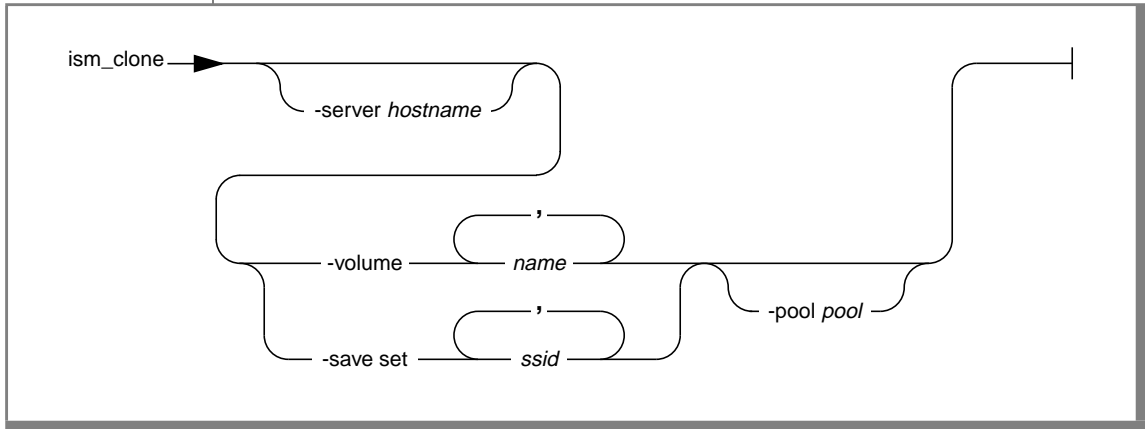 ism_clone
-server hostname
,
-volume name
-pool pool
,
-save set ssid